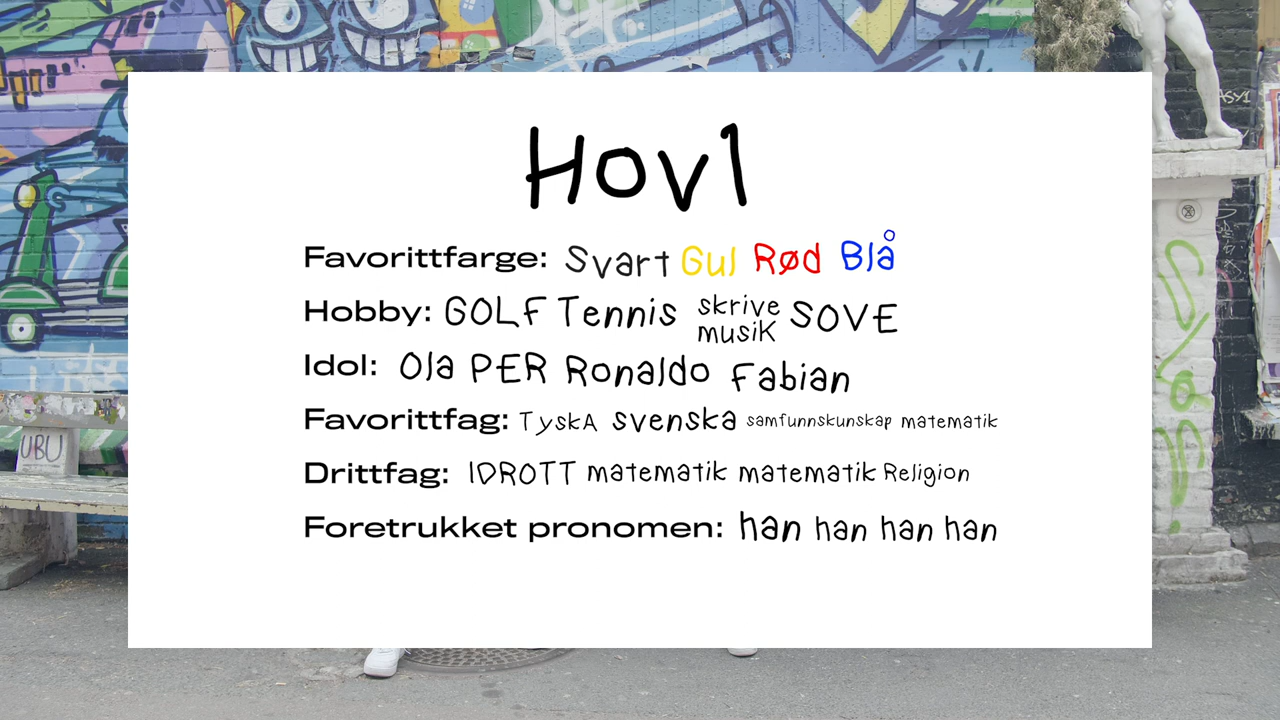 Hov1
Favorittfarge: Svart Gul Rød Blå
Hobby: GOLF Tennis skrive musik SOVE
Idol: Ola PER Ronaldo Fabian
Favorittfag: TyskA svenska samfunnskunskap matematik
Drittfag: IDROTT matematik matematik Religion
Foretrukket pronomen: han han han han
UBU